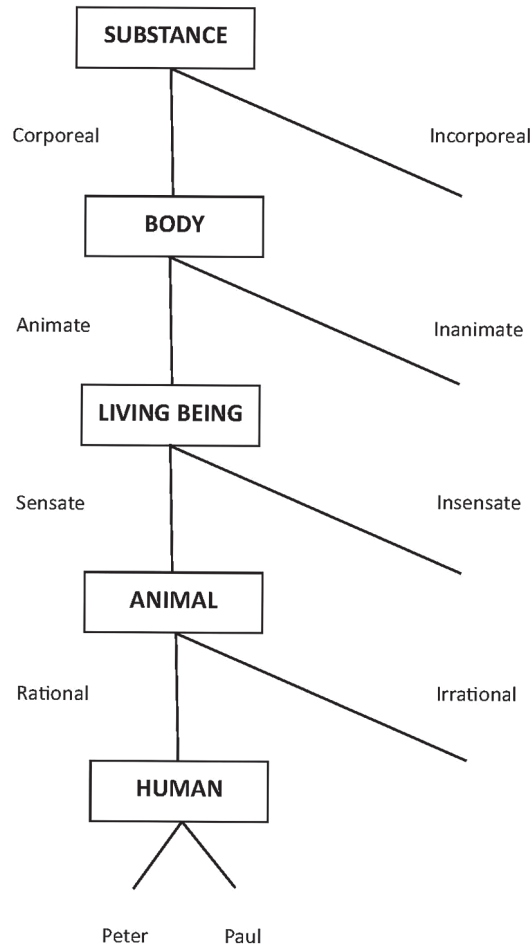 SUBSTANCE
Corporeal
Incorporeal
BODY
Animate
Inanimate
LIVING BEING
Sensate
Insensate
ANIMAL
Rational
Irrational
HUMAN
Peter
Paul